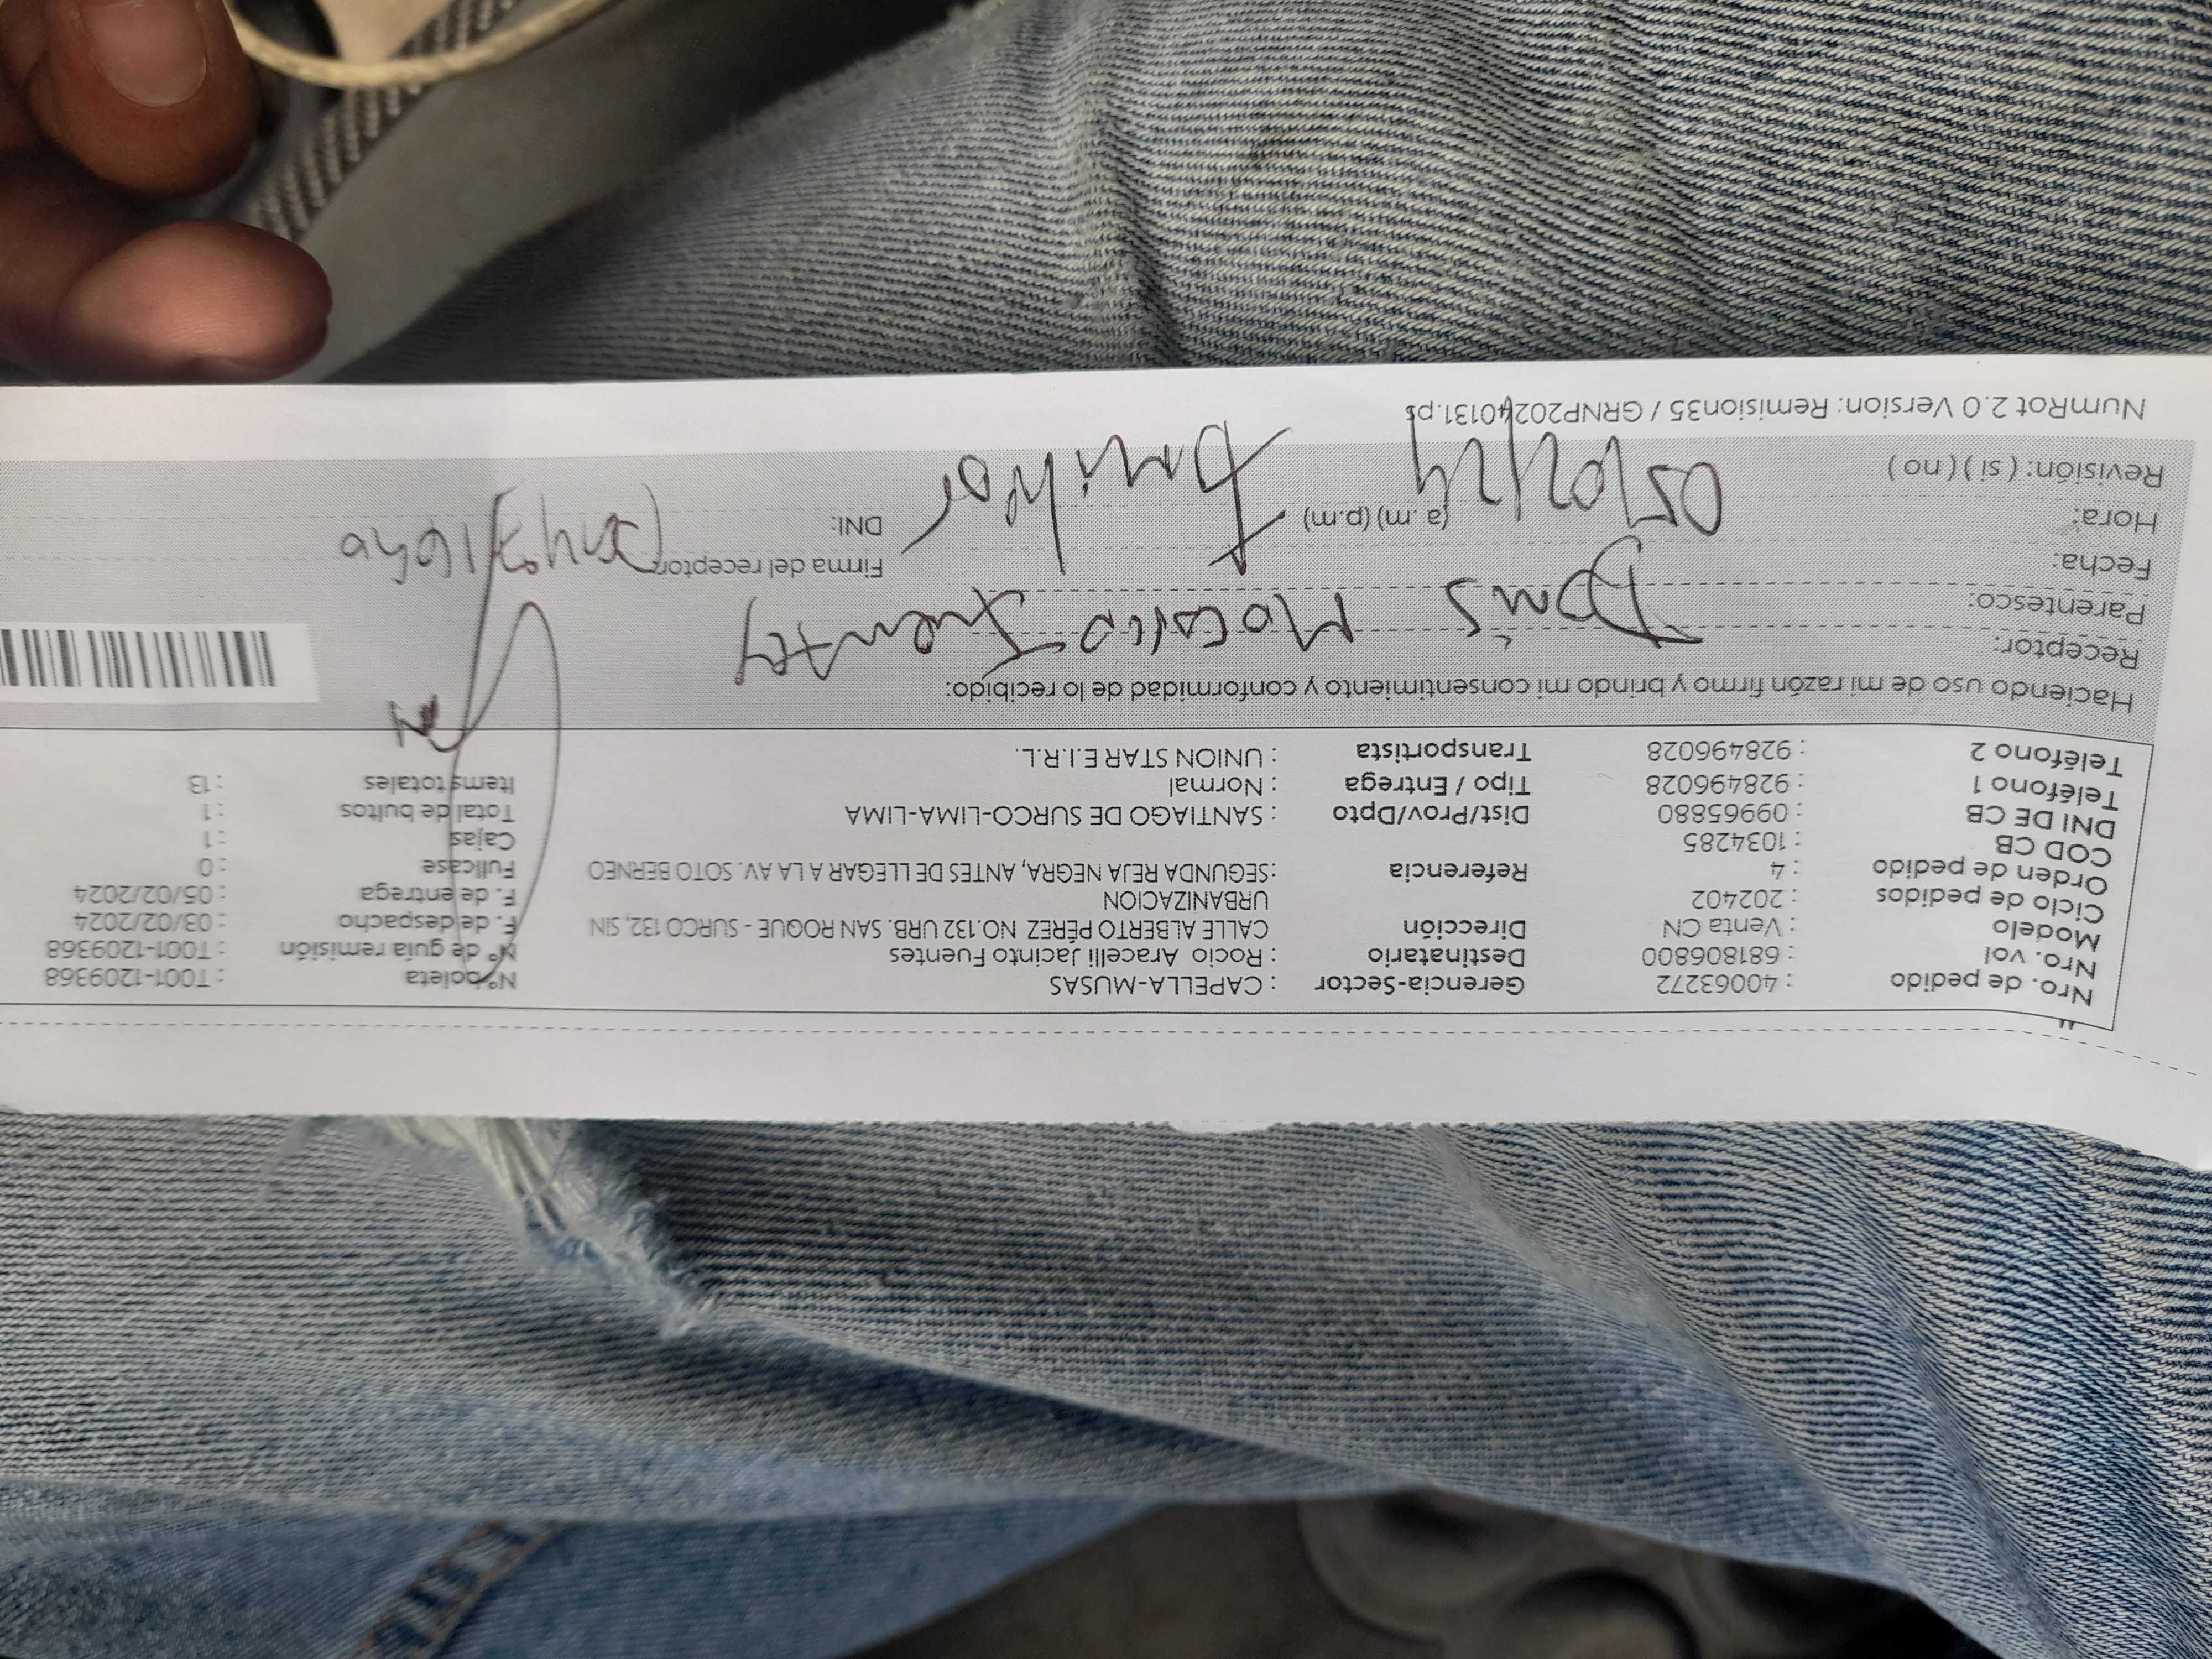 Nro. de pedido : 40063272 Gerencia-Sector : CAPELLA-MUSAS N° boleta : T001-1209368
Nro. vol : 681806800 Destinatario : Rocio Aracelli Jacinto Fuentes N° de guía remisión : T001-1209368
Modelo : Venta CN Dirección CALLE ALBERTO PÉREZ NO.132 URB. SAN ROQUE - SURCO 132, SIN F. de despacho : 03/02/2024
Ciclo de pedidos : 202402 URBANIZACION F. de entrega : 05/02/2024
Orden de pedido : 4 Referencia :SEGUNDA REJA NEGRA, ANTES DE LLEGAR A LA AV. SOTO BERNEO Fullcase : 0
COD CB : 1034285 Cajas : 1
DNI DE CB : 09965880 Dist/Prov/Dpto : SANTIAGO DE SURCO-LIMA-LIMA Total de bultos : 1
Teléfono 1 : 928496028 Tipo / Entrega : Normal Items totales : 13
Teléfono 2 : 928496028 Transportista : UNION STAR E.I.R.L.
Haciendo uso de mi razón firmo y brindo mi consentimiento y conformidad de lo recibido:
Receptor:
Parentesco:
Fecha: Firma del receptor
Hora: 05/02/24 (a.m) (p.m) DNI:
Revisión: ( si ) ( no )
NumRot 2.0 Version: Remision35 / GRNP20240131.ps